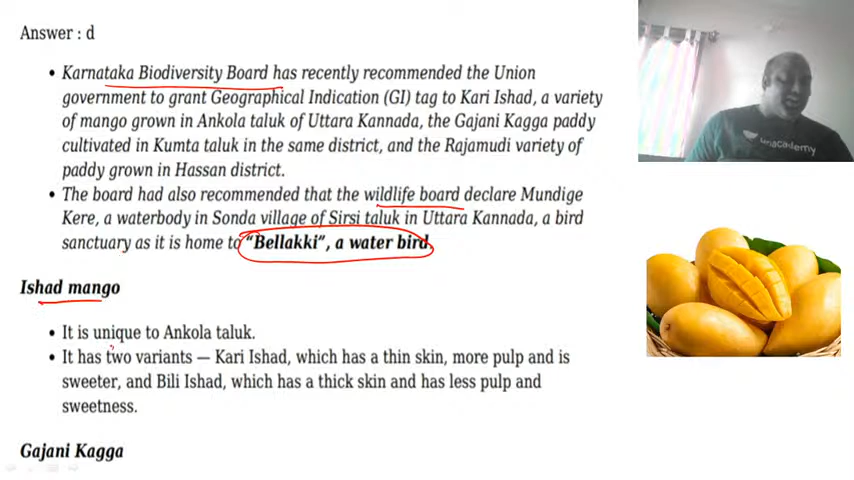 Answer : d
• Karnataka Biodiversity Board has recently recommended the Union
government to grant Geographical Indication (GI) tag to Kari Ishad, a variety
of mango grown in Ankola taluk of Uttara Kannada, the Gajani Kagga paddy
cultivated in Kumta taluk in the same district, and the Rajamudi variety of
paddy grown in Hassan district.
• The board had also recommended that the wildlife board declare Mundige
Kere, a waterbody in Sonda village of Sirsi taluk in Uttara Kannada, a bird
sanctuary as it is home to “Bellakki”, a water bird.
Ishad mango
• It is unique to Ankola taluk.
• It has two variants — Kari Ishad, which has a thin skin, more pulp and is
sweeter, and Bili Ishad, which has a thick skin and has less pulp and
sweetness.
Gajani Kagga
unacademy